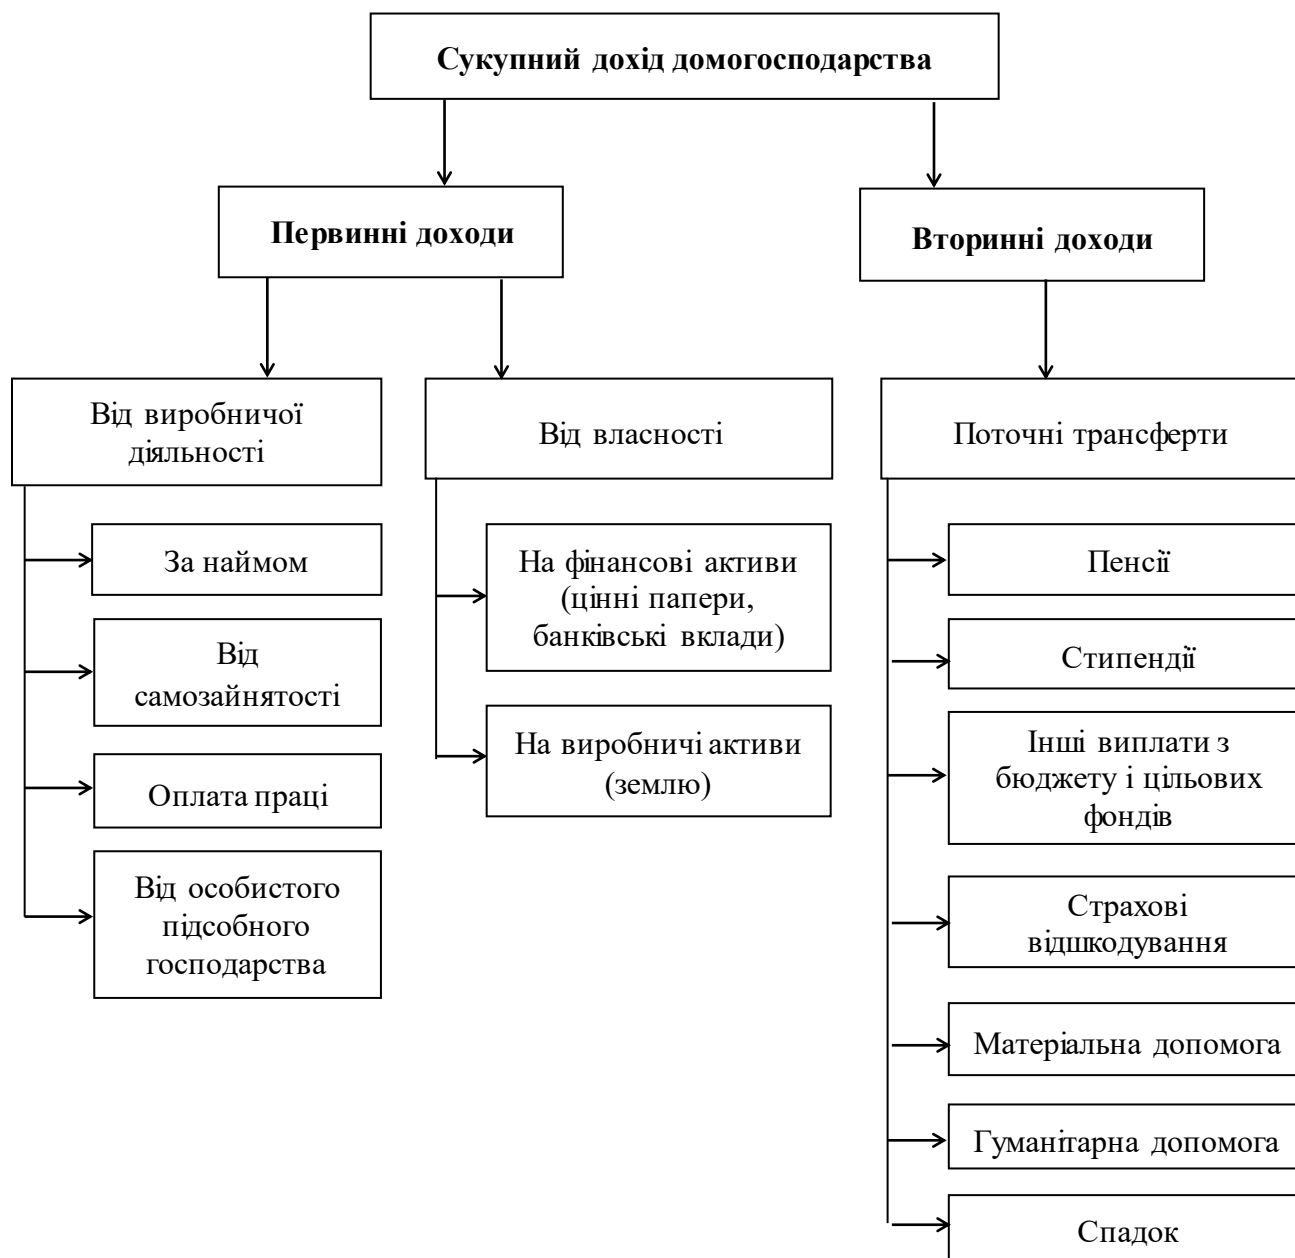 Сукупний дохід домогосподарства
Первинні доходи
Вторинні доходи
Від виробничої
діяльності
Від власності
Поточні трансферти
За наймом
Від
самозайнятості
Оплата праці
Від особистого
підсобного
господарства
На фінансові активи
(цінні папери,
банківські вклади)
На виробничі активи
(землю)
Пенсії
Стипендії
Інші виплати з
бюджету і цільових
фондів
Страхові
відшкодування
Матеріальна допомога
Гуманітарна допомога
Спадок